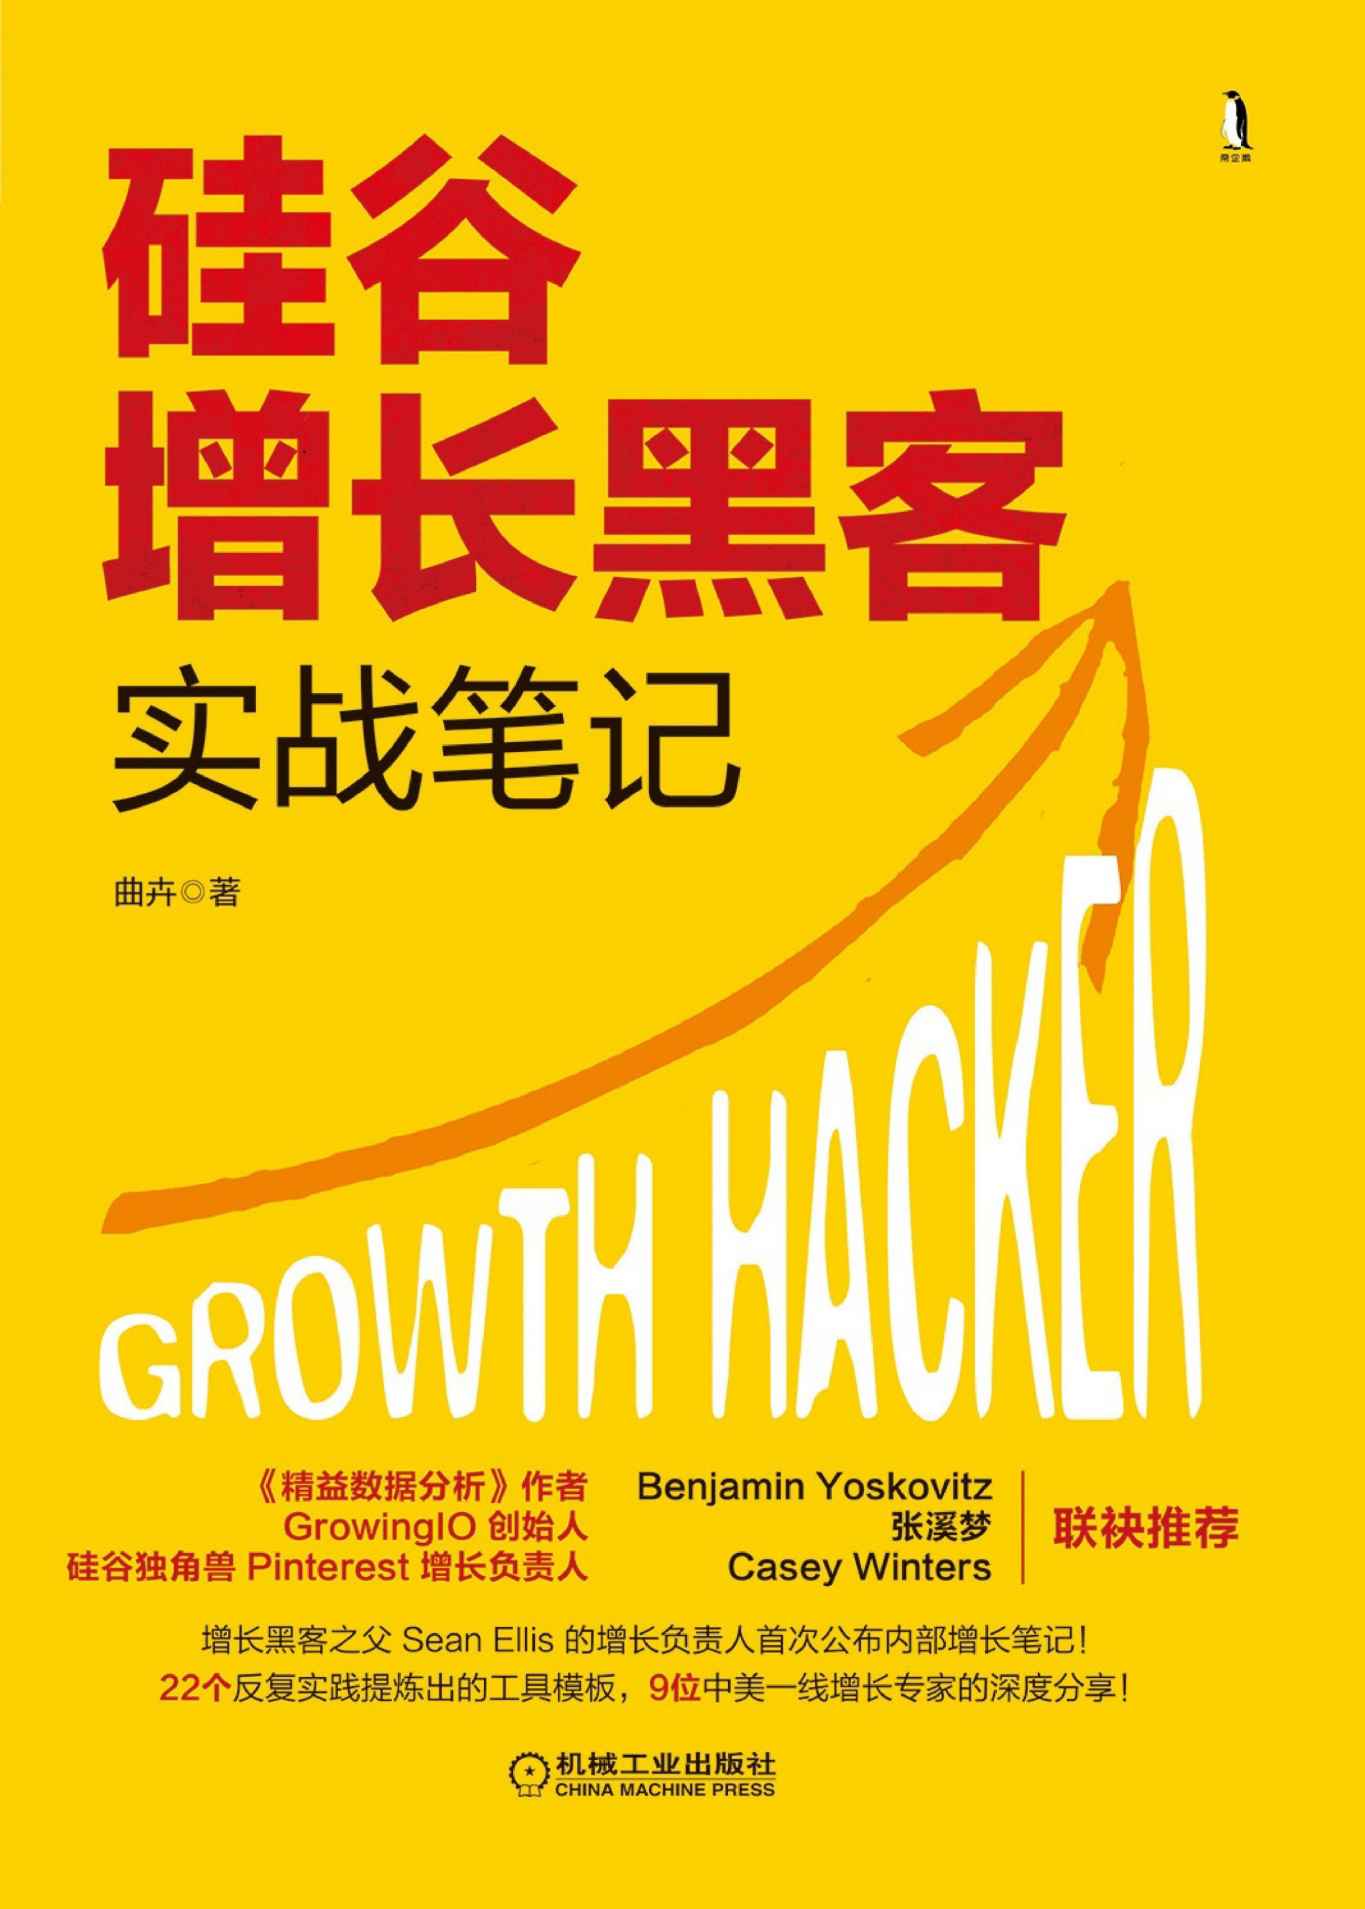 硅谷
增长黑客
实战笔记
曲卉◎著
GROWTH HACKER
《精益数据分析》作者 Benjamin Yoskovitz
GrowingIO 创始人 张溪梦
硅谷独角兽 Pinterest 增长负责人 Casey Winters
联袂推荐
增长黑客之父 Sean Ellis 的增长负责人首次公布内部增长笔记！
22个反复实践提炼出的工具模板，9位中美一线增长专家的深度分享！
机械工业出版社
CHINA MACHINE PRESS